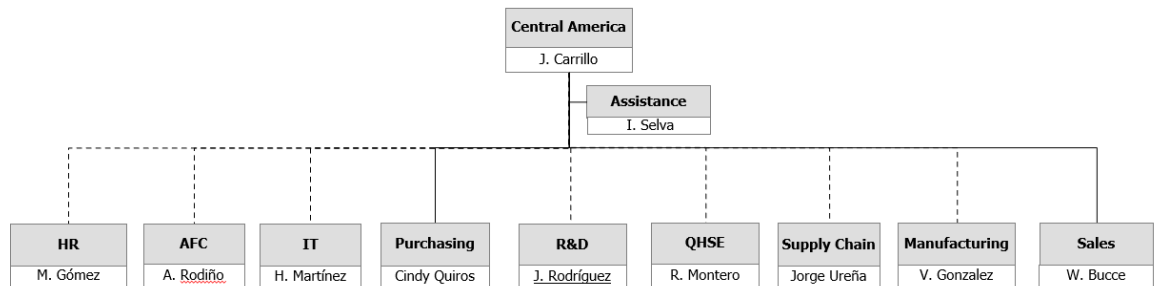 Central America
J. Carrillo
Assistance
I. Selva
HR
M. Gómez
AFC
A. Rodiño
IT
H. Martínez
Purchasing
Cindy Quiros
R&D
J. Rodríguez
QHSE
R. Montero
Supply Chain
Jorge Ureña
Manufacturing
V. Gonzalez
Sales
W. Bucce